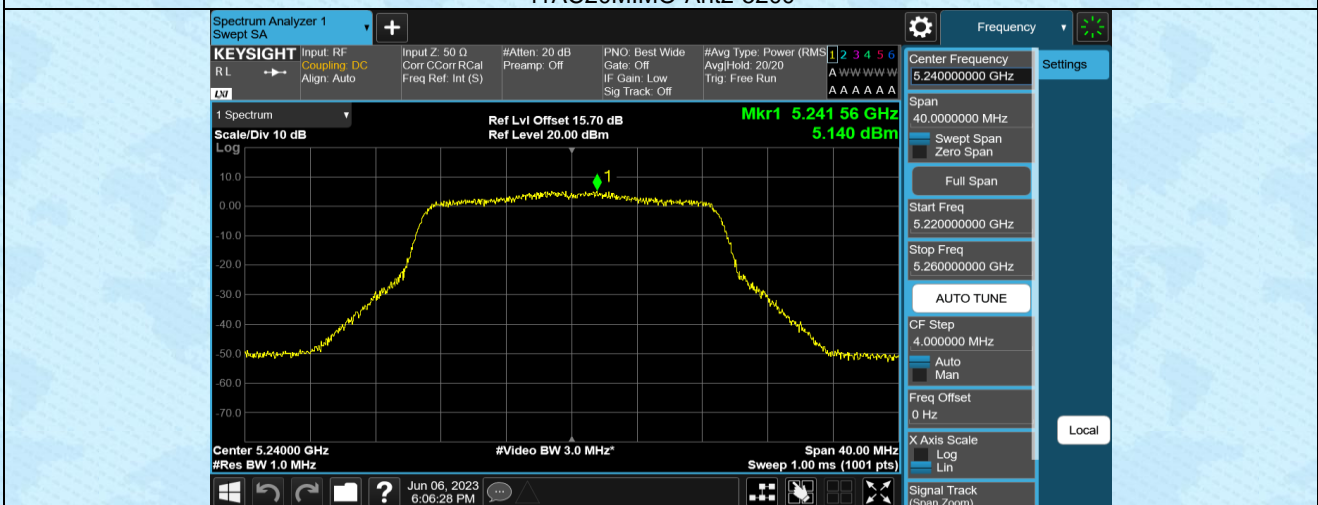 Spectrum Analyzer 1
Swept SA
Frequency
KEYSIGHT
R L
LXI
Input: RF
Coupling: DC
Align: Auto
Input Z: 50 Ω
Corr CCorr RCal
Freq Ref: Int (S)
#Atten: 20 dB
Preamp: Off
PNO: Best Wide
Gate: Off
IF Gain: Low
Sig Track: Off
#Avg Type: Power (RMS
Avg|Hold: 20/20
Trig: Free Run
1 2 3 4 5 6
A W W W W W
A A A A A A
1 Spectrum
Scale/Div 10 dB
Log
Ref Lvl Offset 15.70 dB
Ref Level 20.00 dBm
Mkr1 5.241 56 GHz
5.140 dBm
1
10.0
0.00
-10.0
-20.0
-30.0
-40.0
-50.0
-60.0
-70.0
Center 5.24000 GHz
#Res BW 1.0 MHz
#Video BW 3.0 MHz*
Span 40.00 MHz
Sweep 1.00 ms (1001 pts)
Jun 06, 2023
6:06:28 PM
Center Frequency
5.240000000 GHz
Settings
Span
40.0000000 MHz
Swept Span
Zero Span
Full Span
Start Freq
5.220000000 GHz
Stop Freq
5.260000000 GHz
AUTO TUNE
CF Step
4.000000 MHz
Auto
Man
Freq Offset
0 Hz
X Axis Scale
Log
Lin
Local
Signal Track
(Span Zoom)